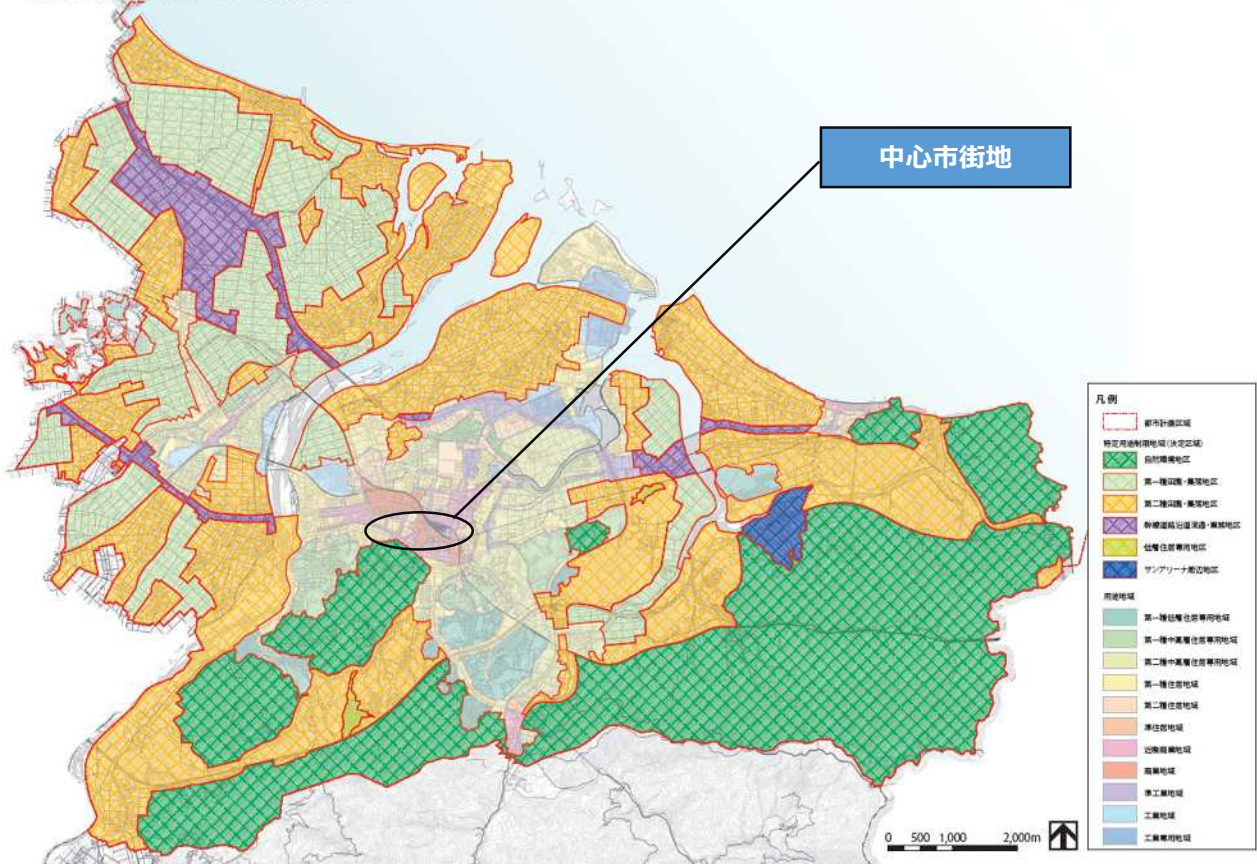 中心市街地
凡例
都市計画区域
特定用途制限地域(決定区域)
自然環境地区
第一種田園・集落地区
第二種田園・集落地区
幹線道路沿道流通・業務地区
低層住居専用地区
サンアリーナ周辺地区
用途地域
第一種低層住居専用地域
第一種中高層住居専用地域
第二種中高層住居専用地域
第一種住居地域
第二種住居地域
準住居地域
近隣商業地域
商業地域
準工業地域
工業地域
工業専用地域
0 500 1,000 2,000m